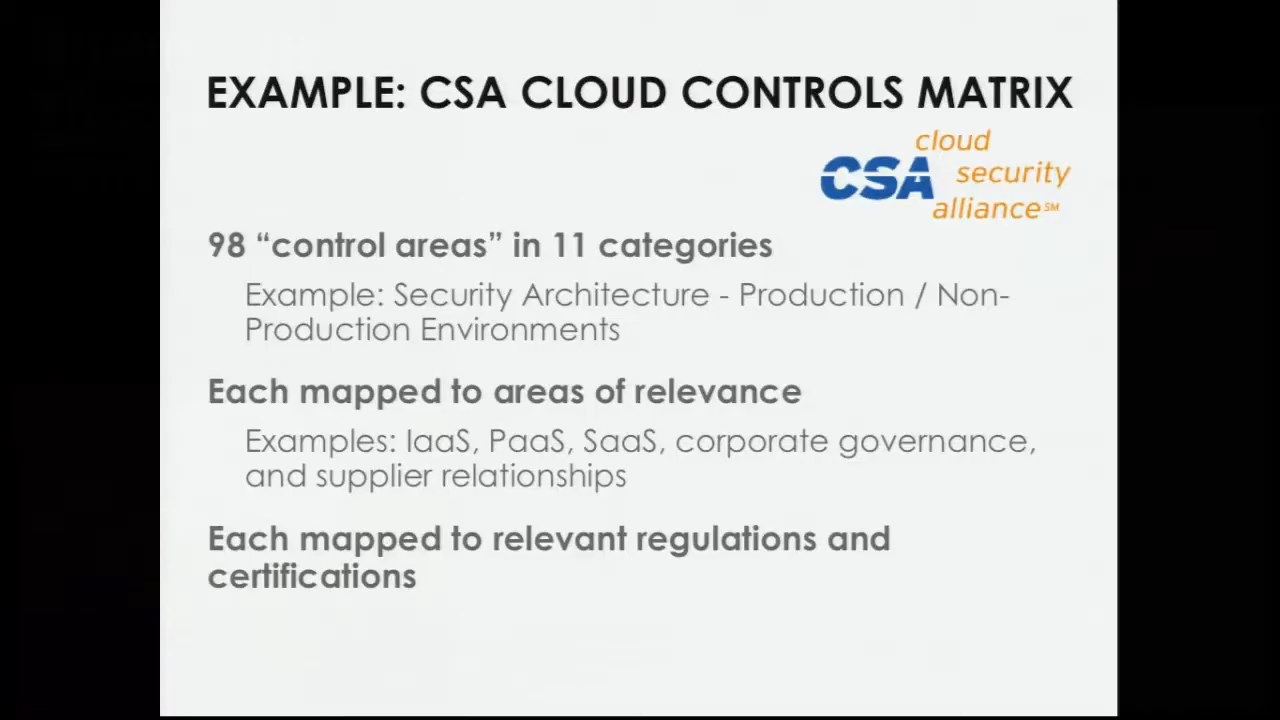 EXAMPLE: CSA CLOUD CONTROLS MATRIX
cloud
CSA security
alliance℠
98 “control areas” in 11 categories
Example: Security Architecture - Production / Non-
Production Environments
Each mapped to areas of relevance
Examples: IaaS, PaaS, SaaS, corporate governance,
and supplier relationships
Each mapped to relevant regulations and
certifications